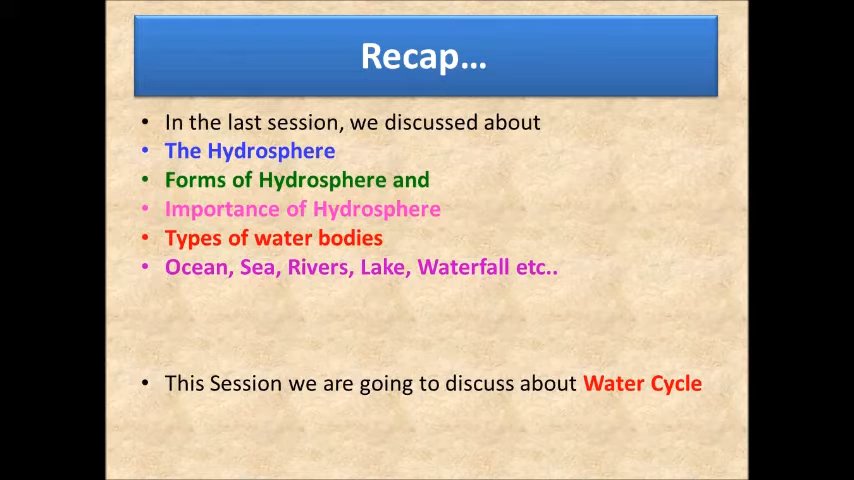 Recap...
• In the last session, we discussed about
• The Hydrosphere
• Forms of Hydrosphere and
• Importance of Hydrosphere
• Types of water bodies
• Ocean, Sea, Rivers, Lake, Waterfall etc..
• This Session we are going to discuss about Water Cycle